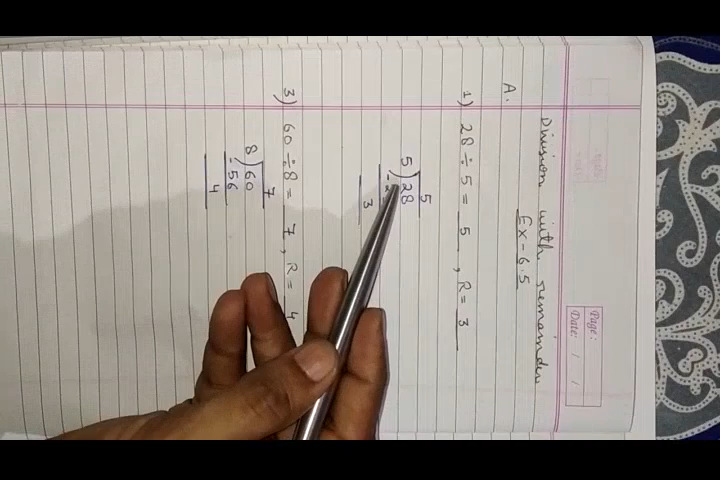 Page:
Date: / /
Division with remainder
Ex-6.5
A.
1) 28 ÷ 5 = 5 , R = 3
5
5)28
3
3) 60 ÷ 8 = 7 , R = 4
7
8)60
-56
4